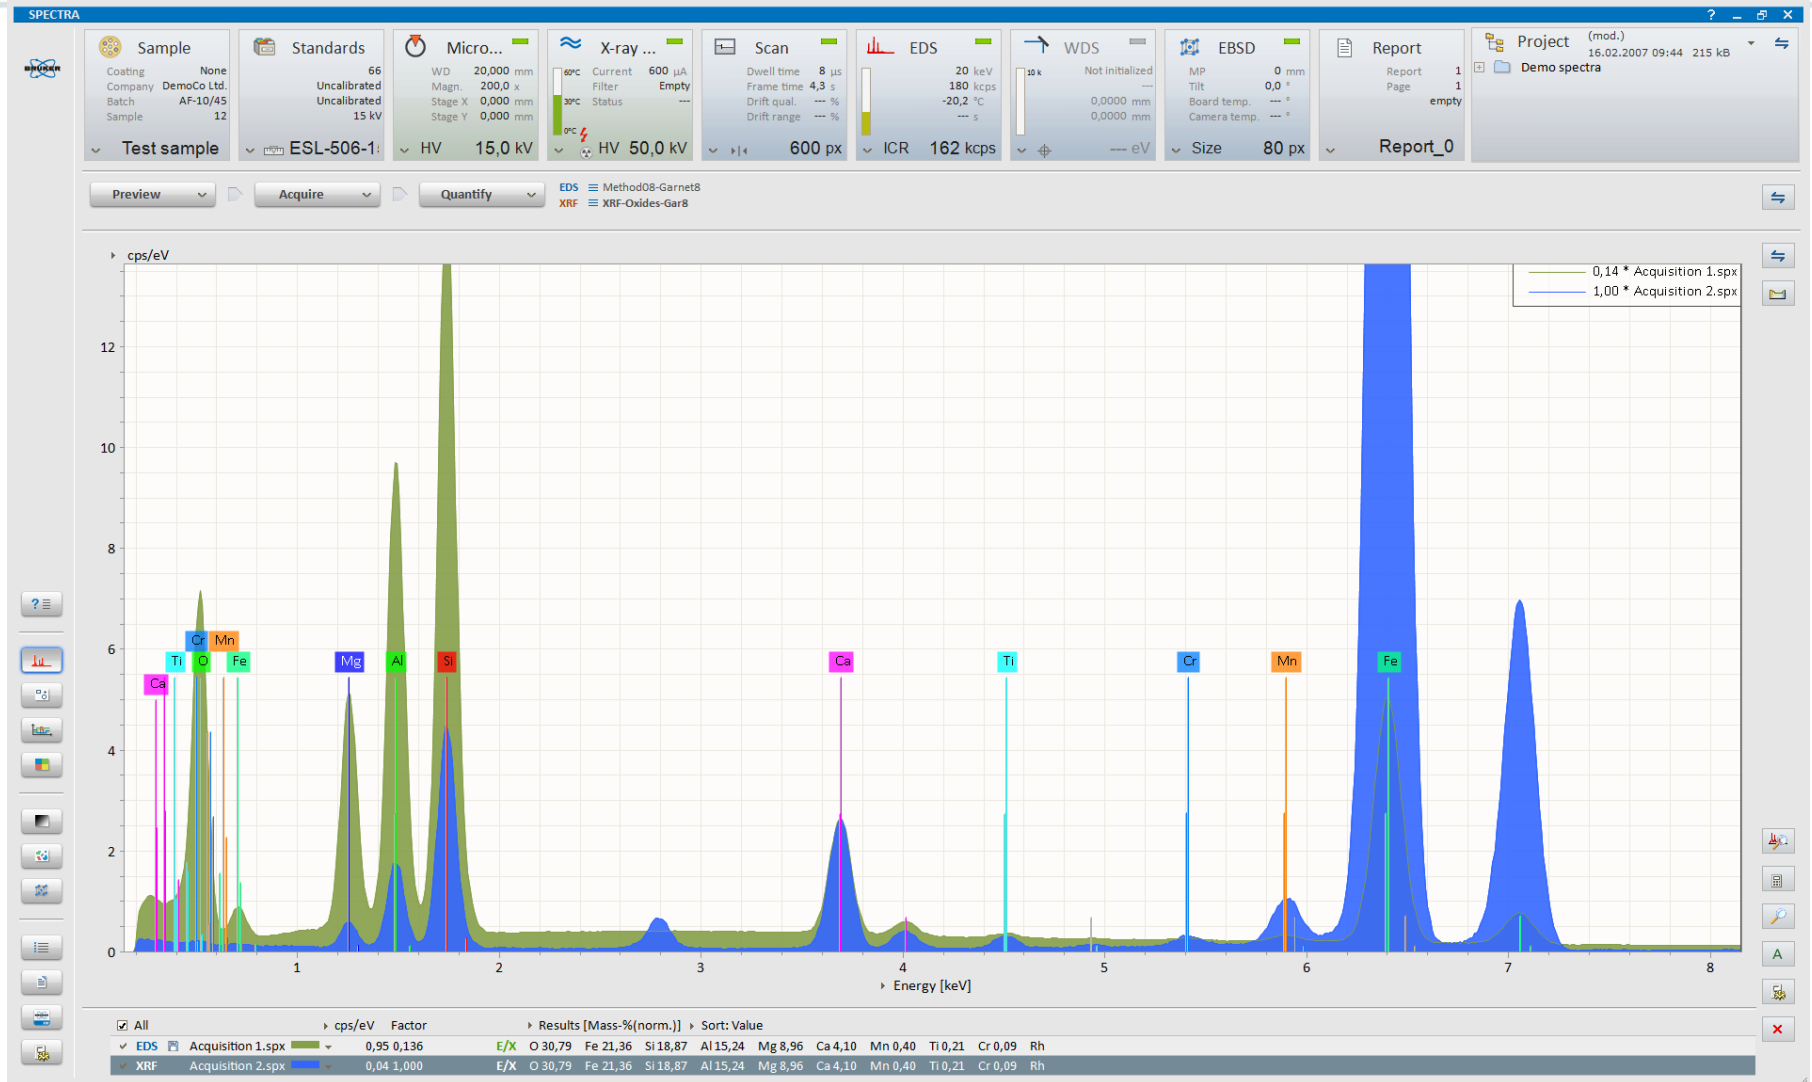 SPECTRA
BRUKER
Sample
Coating None
Company DemoCo Ltd.
Batch AF-10/45
Sample 12
Test sample
Standards
66
Uncalibrated
Uncalibrated
15 kV
ESL-506-1
Micro...
WD 20,000 mm
Magn. 200,0 x
Stage X 0,000 mm
Stage Y 0,000 mm
HV 15,0 kV
X-ray ...
60°C Current 600 µA
Filter Empty
30°C Status ---
0°C
HV 50,0 kV
Scan
Dwell time 8 µs
Frame time 4,3 s
Drift qual. --- %
Drift range --- %
600 px
EDS
20 keV
180 kcps
-20,2 °C
--- s
ICR 162 kcps
WDS
10 k Not initialized
---
0,0000 mm
0,0000 mm
--- eV
EBSD
MP 0 mm
Tilt 0,0 °
Board temp. --- °
Camera temp. --- °
Size 80 px
Report
Report 1
Page 1
empty
Report_0
Project (mod.)
16.02.2007 09:44 215 kB
Demo spectra
Preview
Acquire
Quantify
EDS Method08-Garnet8
XRF XRF-Oxides-Gar8
cps/eV
0,14 * Acquisition 1.spx
1,00 * Acquisition 2.spx
12
10
8
6
4
2
0
Cr Mn
Ti O Fe Mg Al Si Ca Ti Cr Mn Fe
Ca
1 2 3 4 5 6 7 8
Energy [keV]
All cps/eV Factor Results [Mass-%(norm.)] Sort: Value
EDS Acquisition 1.spx 0,95 0,136 E/X O 30,79 Fe 21,36 Si 18,87 Al 15,24 Mg 8,96 Ca 4,10 Mn 0,40 Ti 0,21 Cr 0,09 Rh
XRF Acquisition 2.spx 0,04 1,000 E/X O 30,79 Fe 21,36 Si 18,87 Al 15,24 Mg 8,96 Ca 4,10 Mn 0,40 Ti 0,21 Cr 0,09 Rh
A